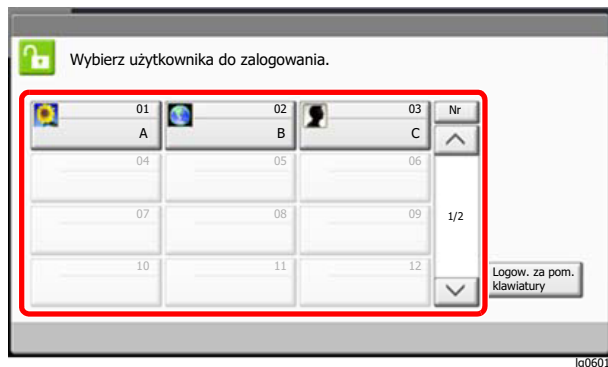 Wybierz użytkownika do zalogowania.
01 02 03 Nr
A B C
04 05 06
07 08 09 1/2
10 11 12
Logow. za pom.
klawiatury
lg0601